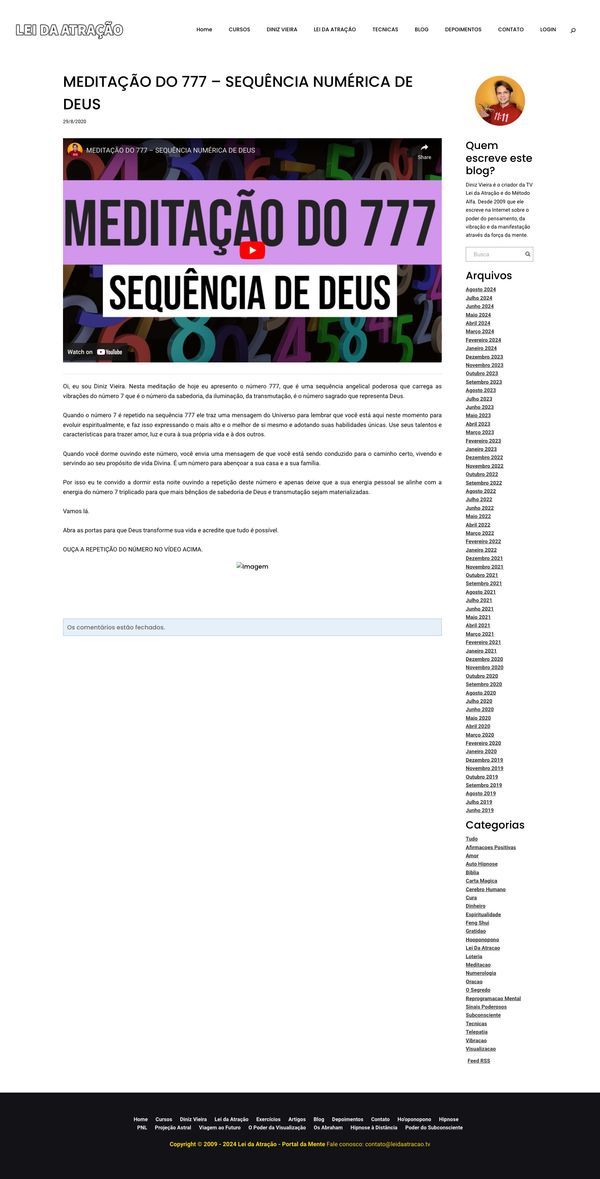 LEI DA ATRAÇÃO
Home CURSOS DINIZ VIEIRA LEI DA ATRAÇÃO TECNICAS BLOG DEPOIMENTOS CONTATO LOGIN
MEDITAÇÃO DO 777 – SEQUÊNCIA NUMÉRICA DE
DEUS
29/8/2020
MEDITAÇÃO DO 777 – SEQUÊNCIA NUMÉRICA DE DEUS
Share
MEDITAÇÃO DO 777
SEQUÊNCIA DE DEUS
Watch on YouTube
Oi, eu sou Diniz Vieira. Nesta meditação de hoje eu apresento o número 777, que é uma sequência angelical poderosa que carrega as
vibrações do número 7 que é o número da sabedoria, da iluminação, da transmutação, é o número sagrado que representa Deus.
Quando o número 7 é repetido na sequência 777 ele traz uma mensagem do Universo para lembrar que você está aqui neste momento para
evoluir espiritualmente, e faz isso expressando o mais alto e o melhor de si mesmo e adotando suas habilidades únicas. Use seus talentos e
características para trazer amor, luz e cura à sua própria vida e à dos outros.
Quando você dorme ouvindo este número, você envia uma mensagem de que você está sendo conduzido para o caminho certo, vivendo e
servindo ao seu propósito de vida Divina. É um número para abençoar a sua casa e a sua família.
Por isso eu te convido a dormir esta noite ouvindo a repetição deste número e apenas deixe que a sua energia pessoal se alinhe com a
energia do número 7 triplicado para que mais bênçãos de sabedoria de Deus e transmutação sejam materializadas.
Vamos lá.
Abra as portas para que Deus transforme sua vida e acredite que tudo é possível.
OUÇA A REPETIÇÃO DO NÚMERO NO VÍDEO ACIMA.
imagem
Os comentários estão fechados.
11:11
Quem
escreve este
blog?
Diniz Vieira é o criador da TV
Lei da Atração e do Método
Alfa. Desde 2009 que ele
escreve na Internet sobre o
poder do pensamento, da
vibração e da manifestação
através da força da mente.
Busca
Arquivos
Agosto 2024
Julho 2024
Junho 2024
Maio 2024
Abril 2024
Março 2024
Fevereiro 2024
Janeiro 2024
Dezembro 2023
Novembro 2023
Outubro 2023
Setembro 2023
Agosto 2023
Julho 2023
Junho 2023
Maio 2023
Abril 2023
Março 2023
Fevereiro 2023
Janeiro 2023
Dezembro 2022
Novembro 2022
Outubro 2022
Setembro 2022
Agosto 2022
Julho 2022
Junho 2022
Maio 2022
Abril 2022
Março 2022
Fevereiro 2022
Janeiro 2022
Dezembro 2021
Novembro 2021
Outubro 2021
Setembro 2021
Agosto 2021
Julho 2021
Junho 2021
Maio 2021
Abril 2021
Março 2021
Fevereiro 2021
Janeiro 2021
Dezembro 2020
Novembro 2020
Outubro 2020
Setembro 2020
Agosto 2020
Julho 2020
Junho 2020
Maio 2020
Abril 2020
Março 2020
Fevereiro 2020
Janeiro 2020
Dezembro 2019
Novembro 2019
Outubro 2019
Setembro 2019
Agosto 2019
Julho 2019
Junho 2019
Categorias
Tudo
Afirmacoes Positivas
Amor
Auto Hipnose
Biblia
Carta Magica
Cerebro Humano
Cura
Dinheiro
Espiritualidade
Feng Shui
Gratidao
Hooponopono
Lei Da Atracao
Loteria
Meditacao
Numerologia
Oracao
O Segredo
Reprogramacao Mental
Sinais Poderosos
Subconsciente
Tecnicas
Telepatia
Vibracao
Visualizacao
Feed RSS
Home Cursos Diniz Vieira Lei da Atração Exercícios Artigos Blog Depoimentos Contato Ho'oponopono Hipnose
PNL Projeção Astral Viagem ao Futuro O Poder da Visualização Os Abraham Hipnose à Distância Poder do Subconsciente
Copyright © 2009 - 2024 Lei da Atração - Portal da Mente Fale conosco: contato@leidaatracao.tv